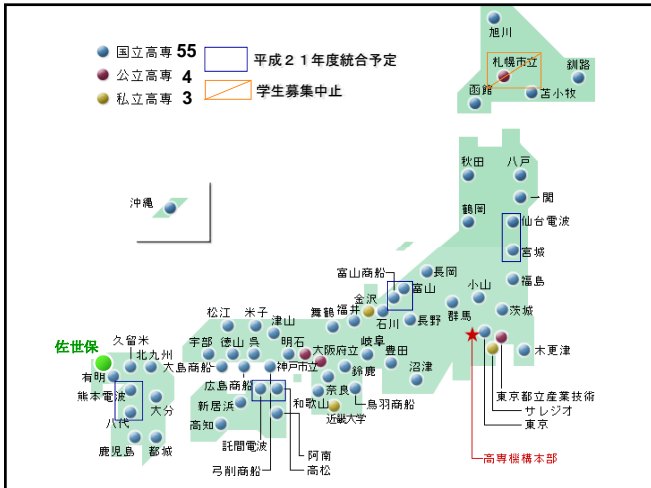 国立高専 55
公立高専 4
私立高専 3
平成21年度統合予定
学生募集中止
旭川
札幌市立
釧路
函館
苫小牧
秋田
八戸
一関
鶴岡
仙台電波
宮城
福島
沖縄
富山商船
長岡
富山
小山
金沢
茨城
群馬
松江
米子
舞鶴
福井
石川
長野
津山
佐世保
久留米
宇部
徳山
呉
明石
大阪府立
岐阜
豊田
木更津
北九州
大島商船
神戸市立
鈴鹿
沼津
有明
広島商船
奈良
鳥羽商船
東京都立産業技術
熊本電波
新居浜
和歌山
サレジオ
大分
近畿大学
東京
八代
高知
託間電波
阿南
鹿児島
都城
弓削商船
高松
高専機構本部